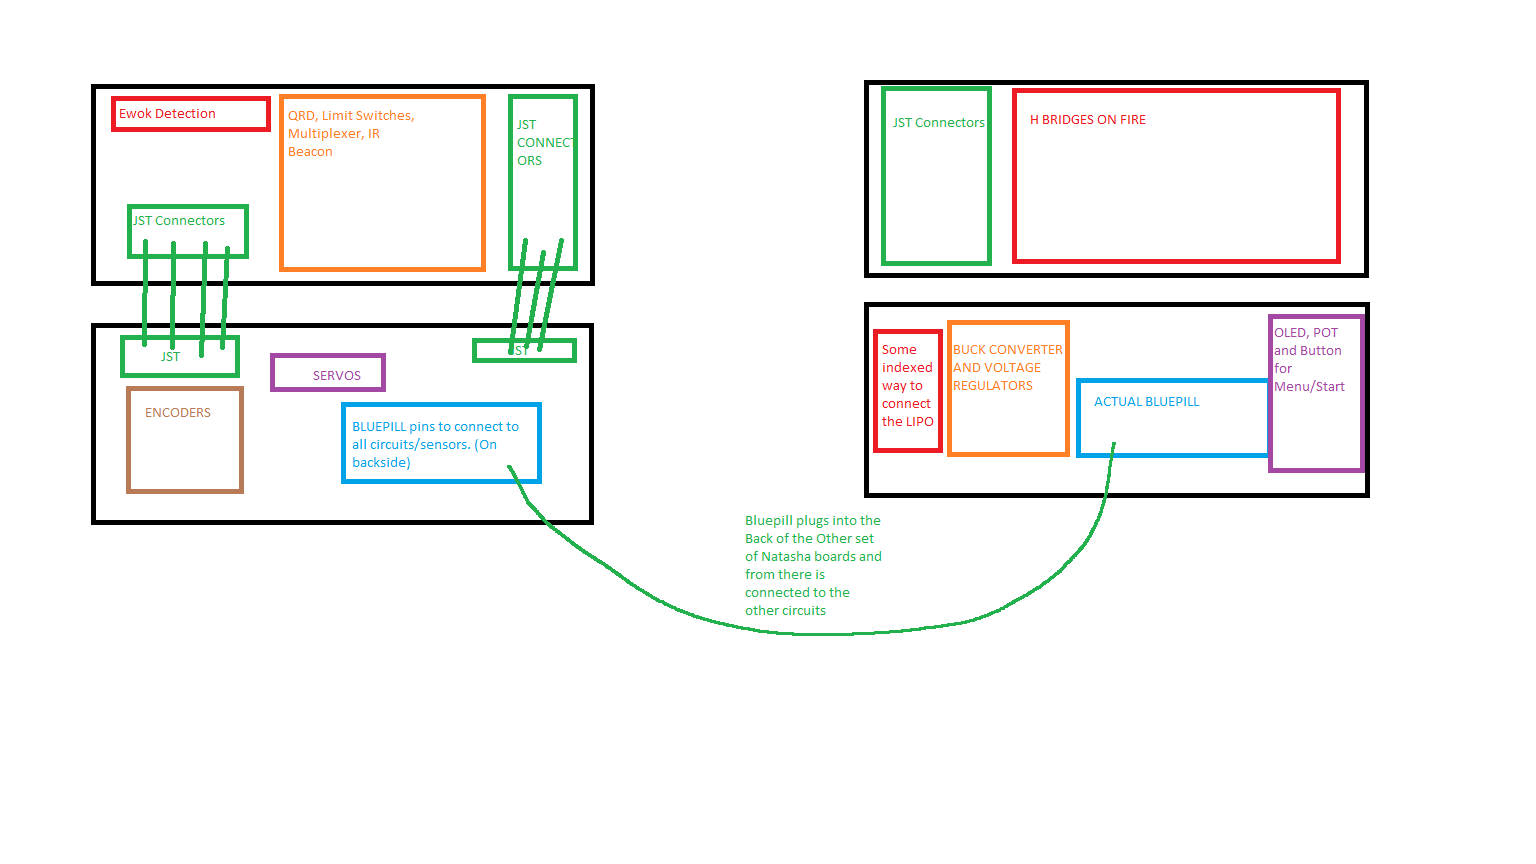 Ewok Detection
QRD, Limit Switches,
Multiplexer, IR
Beacon
JST
CONNECT
ORS
JST Connectors
JST
SERVOS
JST
ENCODERS
BLUEPILL pins to connect to
all circuits/sensors. (On
backside)
JST Connectors
H BRIDGES ON FIRE
Some
indexed
way to
connect
the LIPO
BUCK CONVERTER
AND VOLTAGE
REGULATORS
ACTUAL BLUEPILL
OLED, POT
and Button
for
Menu/Start
Bluepill plugs into the
Back of the Other set
of Natasha boards and
from there is
connected to the
other circuits